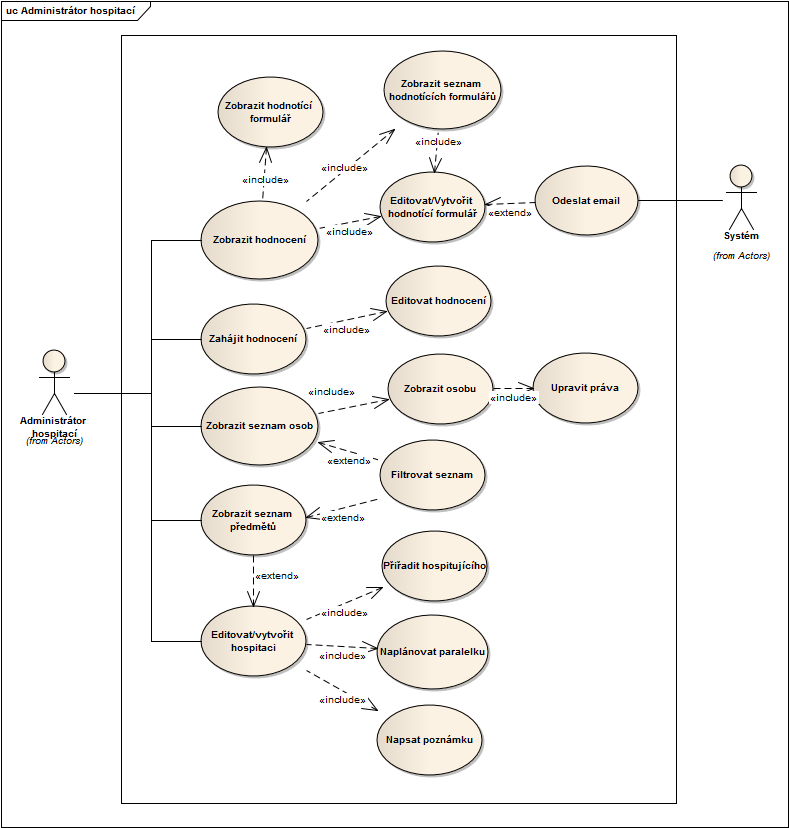 uc Administrátor hospitací
Zobrazit seznam
hodnotících formulářů
Zobrazit hodnotící
formulář
«include»
«include»
«include»
Editovat/Vytvořit
hodnotící formulář
Odeslat email
«extend»
«include»
Zobrazit hodnocení
Systém
(from Actors)
Editovat hodnocení
«include»
Zahájit hodnocení
Administrátor
hospitací
(from Actors)
Zobrazit osobu
Upravit práva
«include»
«include»
Zobrazit seznam osob
«extend»
Filtrovat seznam
Zobrazit seznam
předmětů
«extend»
«extend»
Přiřadit hospitujícího
«include»
Editovat/vytvořit
hospitaci
Naplánovat paralelku
«include»
«include»
Napsat poznámku